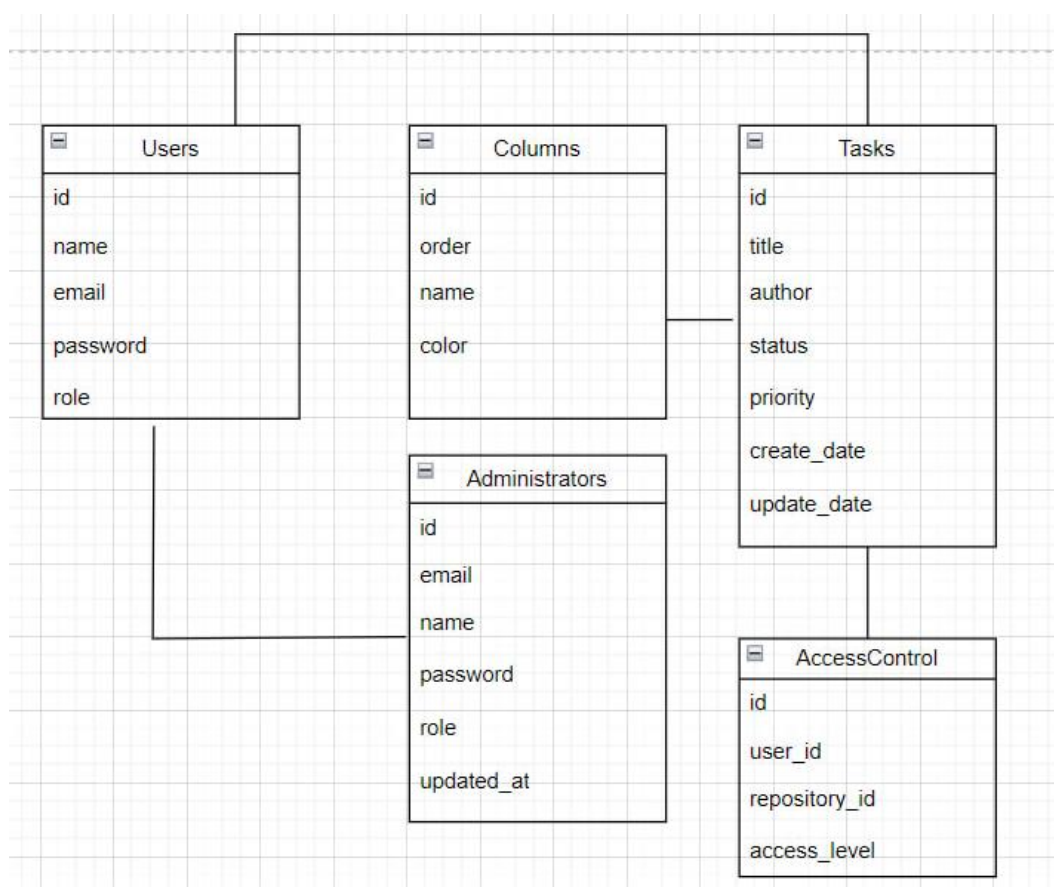 Users
id
name
email
password
role
Columns
id
order
name
color
Tasks
id
title
author
status
priority
create_date
update_date
Administrators
id
email
name
password
role
updated_at
AccessControl
id
user_id
repository_id
access_level